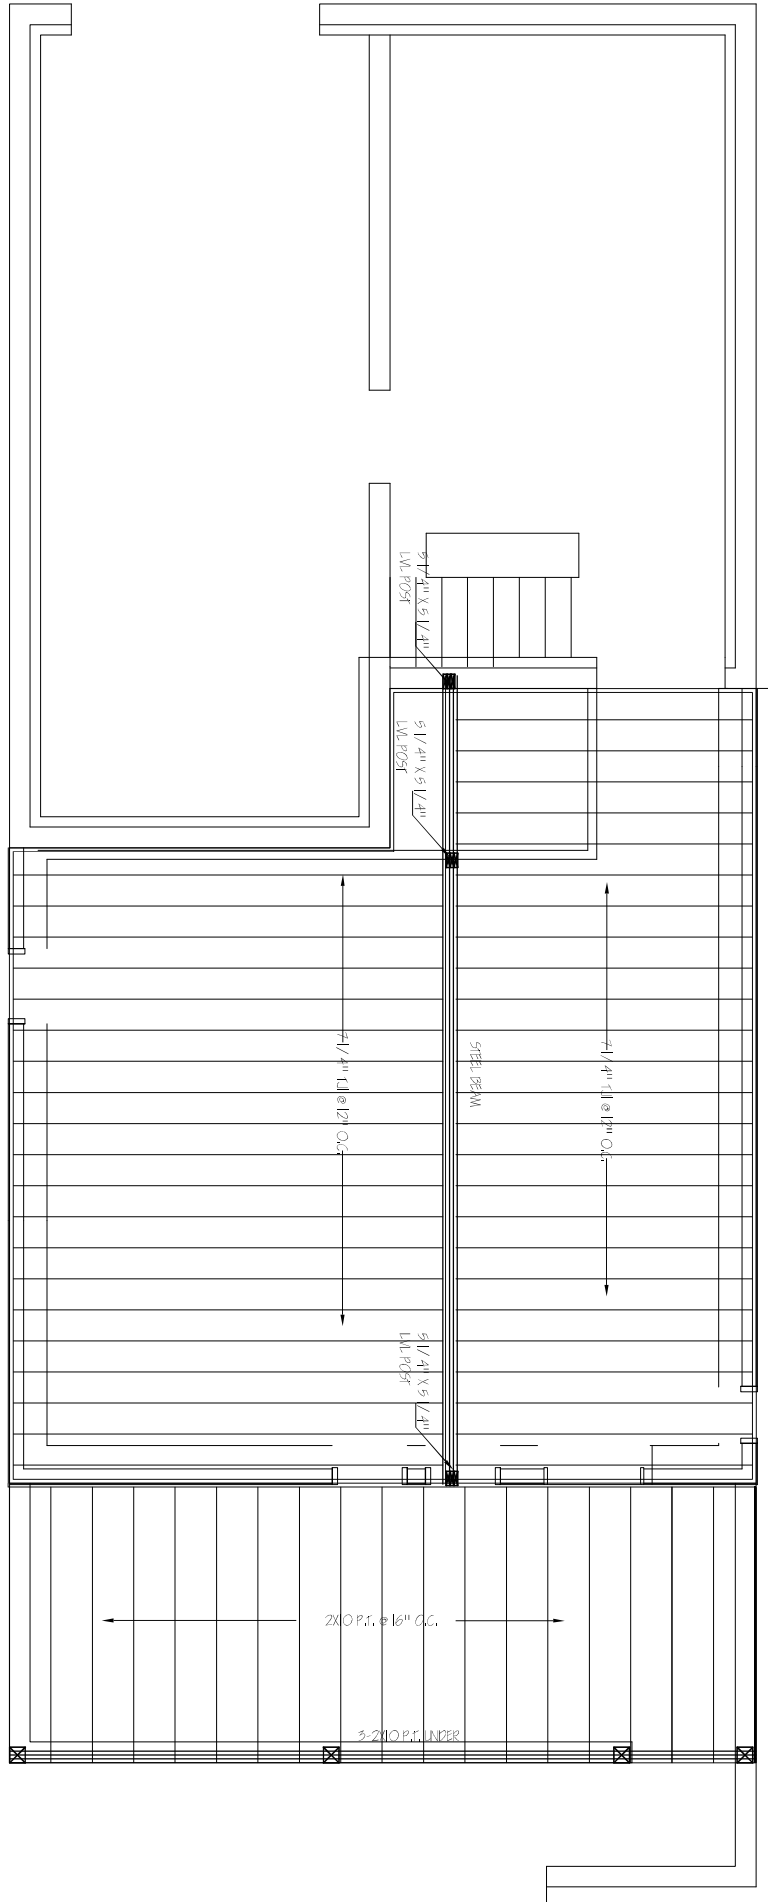 5 1/4" X 5 1/4"
LVL POST
5 1/4" X 5 1/4"
LVL POST
7-1/4" TJI @ 12" O.C.
STEEL BEAM
7-1/4" TJI @ 12" O.C.
5 1/4" X 5 1/4"
LVL POST
2X10 P.T. @ 16" O.C.
3-2X10 P.T. UNDER